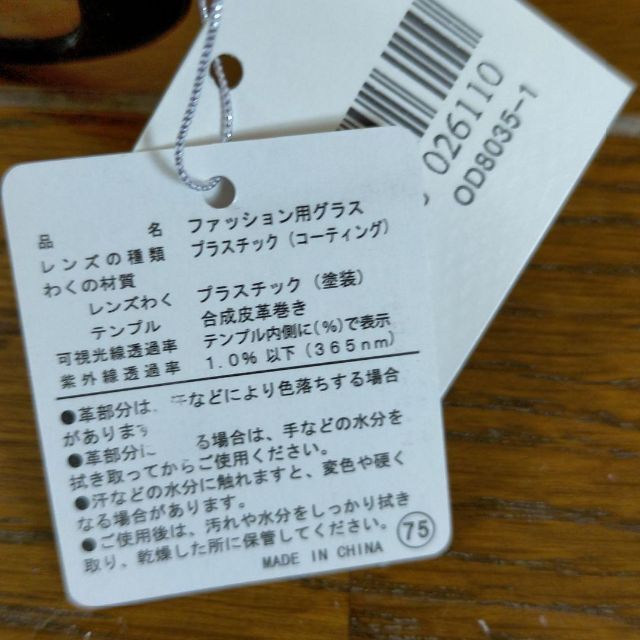 026110
OD8035-1
品 名 ファッション用グラス
レンズの種類 プラスチック (コーティング)
わくの材質
レンズわく プラスチック (塗装)
テンプル 合成皮革巻き
可視光線透過率 テンプル内側に(%)で表示
紫外線透過率 1.0% 以下 (365nm)
●革部分は、 などにより色落ちする場合
があります
●革部分に る場合は、手などの水分を
拭き取ってからご使用ください。
●汗などの水分に触れますと、変色や硬く
なる場合があります。
●ご使用後は、汚れや水分をしっかり拭き
取り、乾燥した所に保管してください。
MADE IN CHINA 75